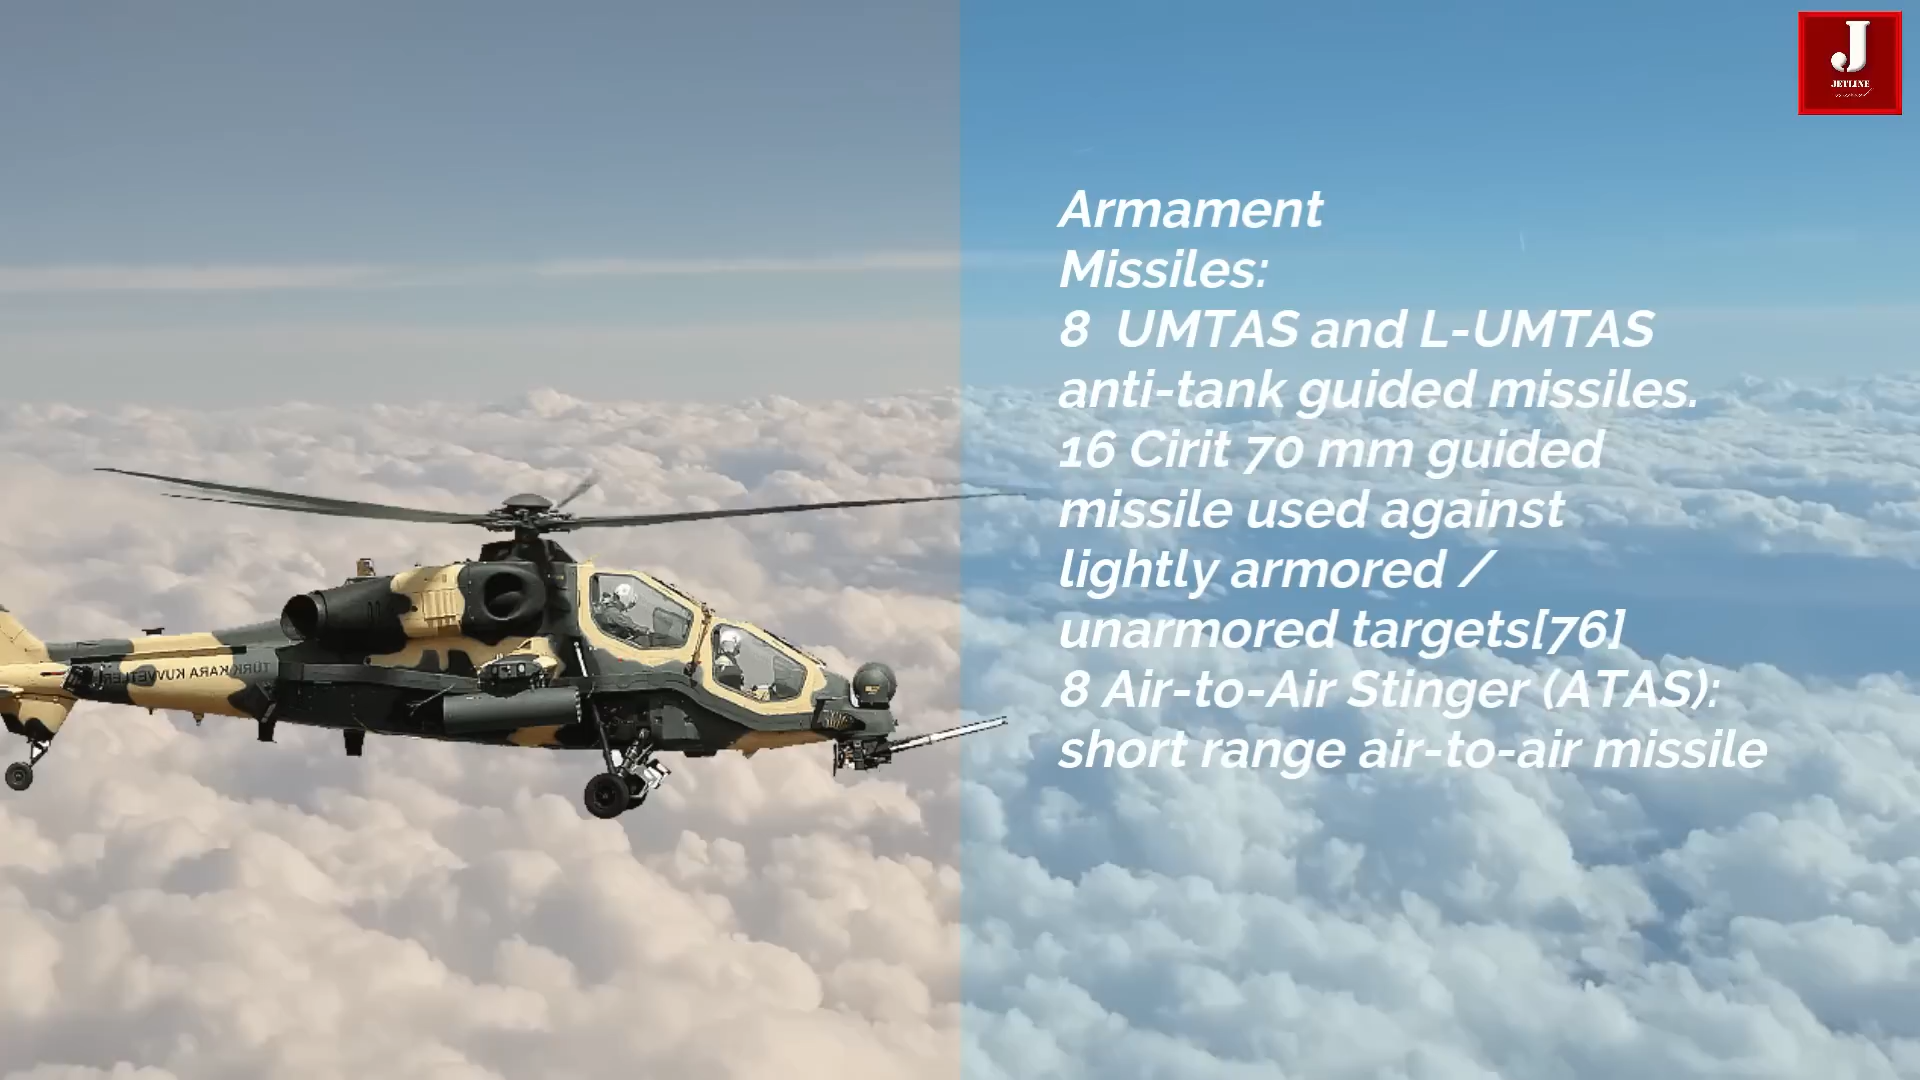 J
JETLINE
Armament
Missiles:
8  UMTAS and L-UMTAS
anti-tank guided missiles.
16 Cirit 70 mm guided
missile used against
lightly armored /
unarmored targets[76]
8 Air-to-Air Stinger (ATAS):
short range air-to-air missile
TÜRK KARA KUVVETLERİ